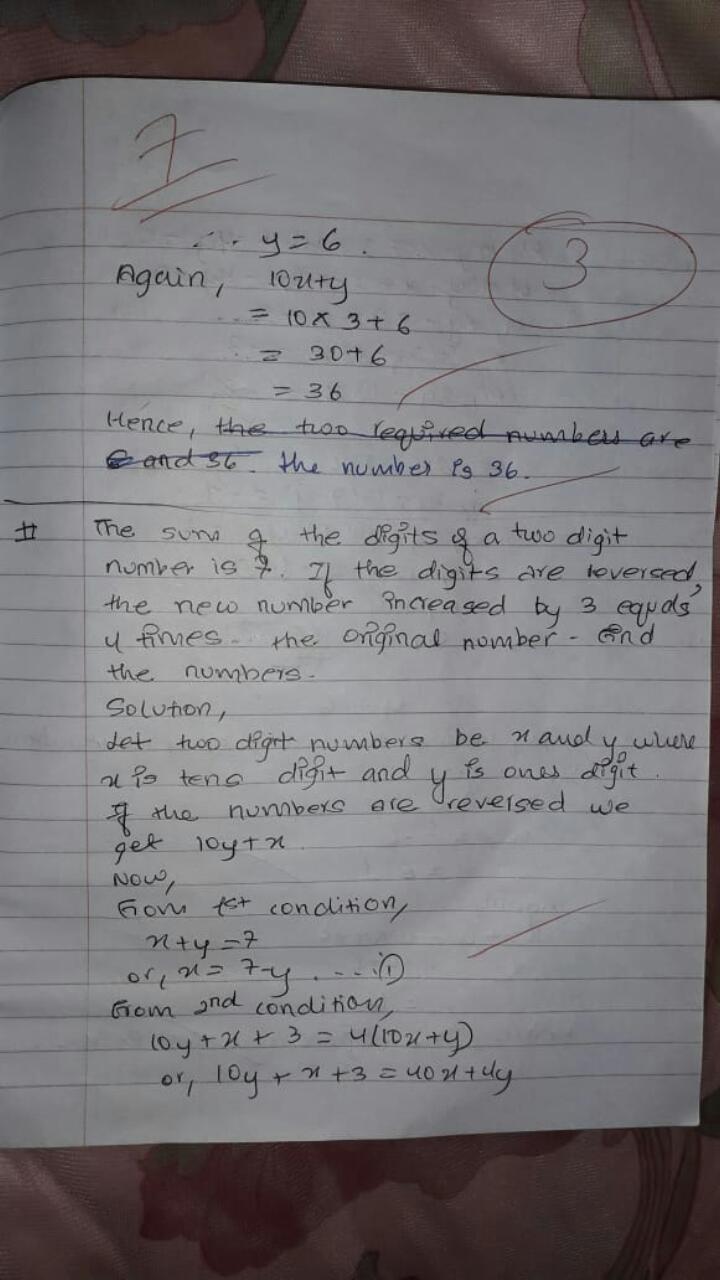 7
3
∴ y = 6.
Again, 10x+y
= 10 × 3 + 6
= 30+6
= 36
Hence, the two required numbers are
6 and 36. the number is 36.
# The sum of the digits of a two digit
number is 7. If the digits are reversed,
the new number increased by 3 equals
4 times the original number. Find
the numbers.
Solution,
Let two digit numbers be x and y where
x is tens digit and y is ones digit.
If the numbers are reversed we
get 10y+x
Now,
From 1st condition,
x+y=7
or, x = 7-y ....①
From 2nd condition,
10y + x + 3 = 4(10x+y)
or, 10y + x +3 = 40x+4y